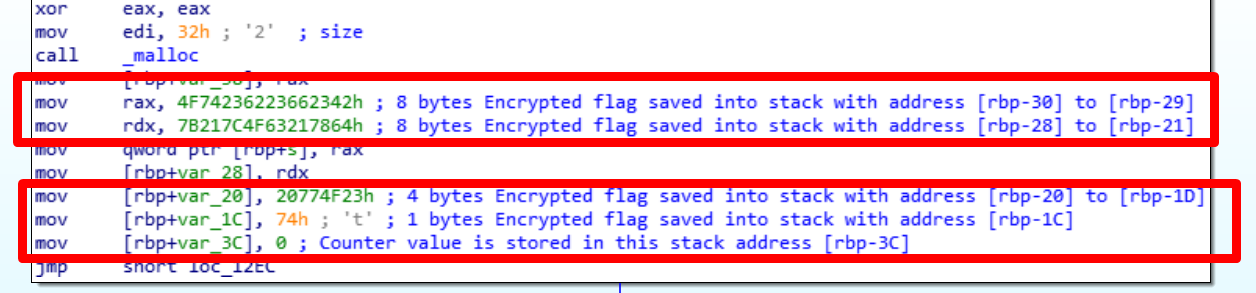 xor eax, eax
mov edi, 32h ; '2' ; size
call _malloc
mov [rbp+var_38], rax
mov rax, 4F74236223662342h ; 8 bytes Encrypted flag saved into stack with address [rbp-30] to [rbp-29]
mov rdx, 7B217C4F63217864h ; 8 bytes Encrypted flag saved into stack with address [rbp-28] to [rbp-21]
mov qword ptr [rbp+s], rax
mov [rbp+var_28], rdx
mov [rbp+var_20], 20774F23h ; 4 bytes Encrypted flag saved into stack with address [rbp-20] to [rbp-1D]
mov [rbp+var_1C], 74h ; 't' ; 1 bytes Encrypted flag saved into stack with address [rbp-1C]
mov [rbp+var_3C], 0 ; Counter value is stored in this stack address [rbp-3C]
jmp short loc_12EC